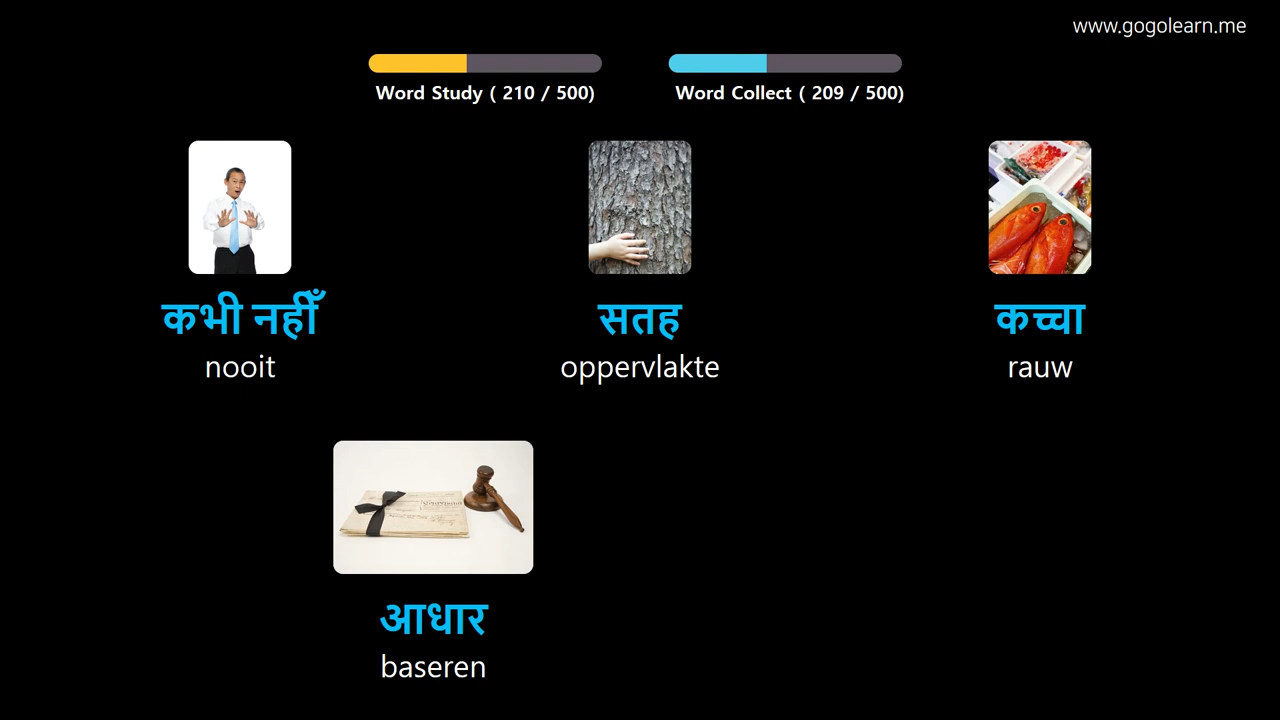 www.gogolearn.me
Word Study ( 210 / 500)
Word Collect ( 209 / 500)
कभी नहीँ
nooit
सतह
oppervlakte
कच्चा
rauw
आधार
baseren